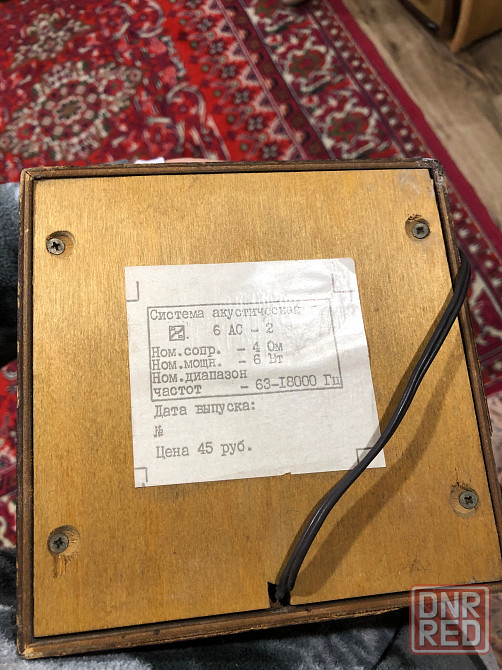 Система акустическая
6 АС - 2
Ном.сопр. - 4 Ом
Ном.мощн. - 6 Вт
Ном.диапазон
частот - 63-I8000 Гц
Дата выпуска:
№
Цена 45 руб.
DNR
RED